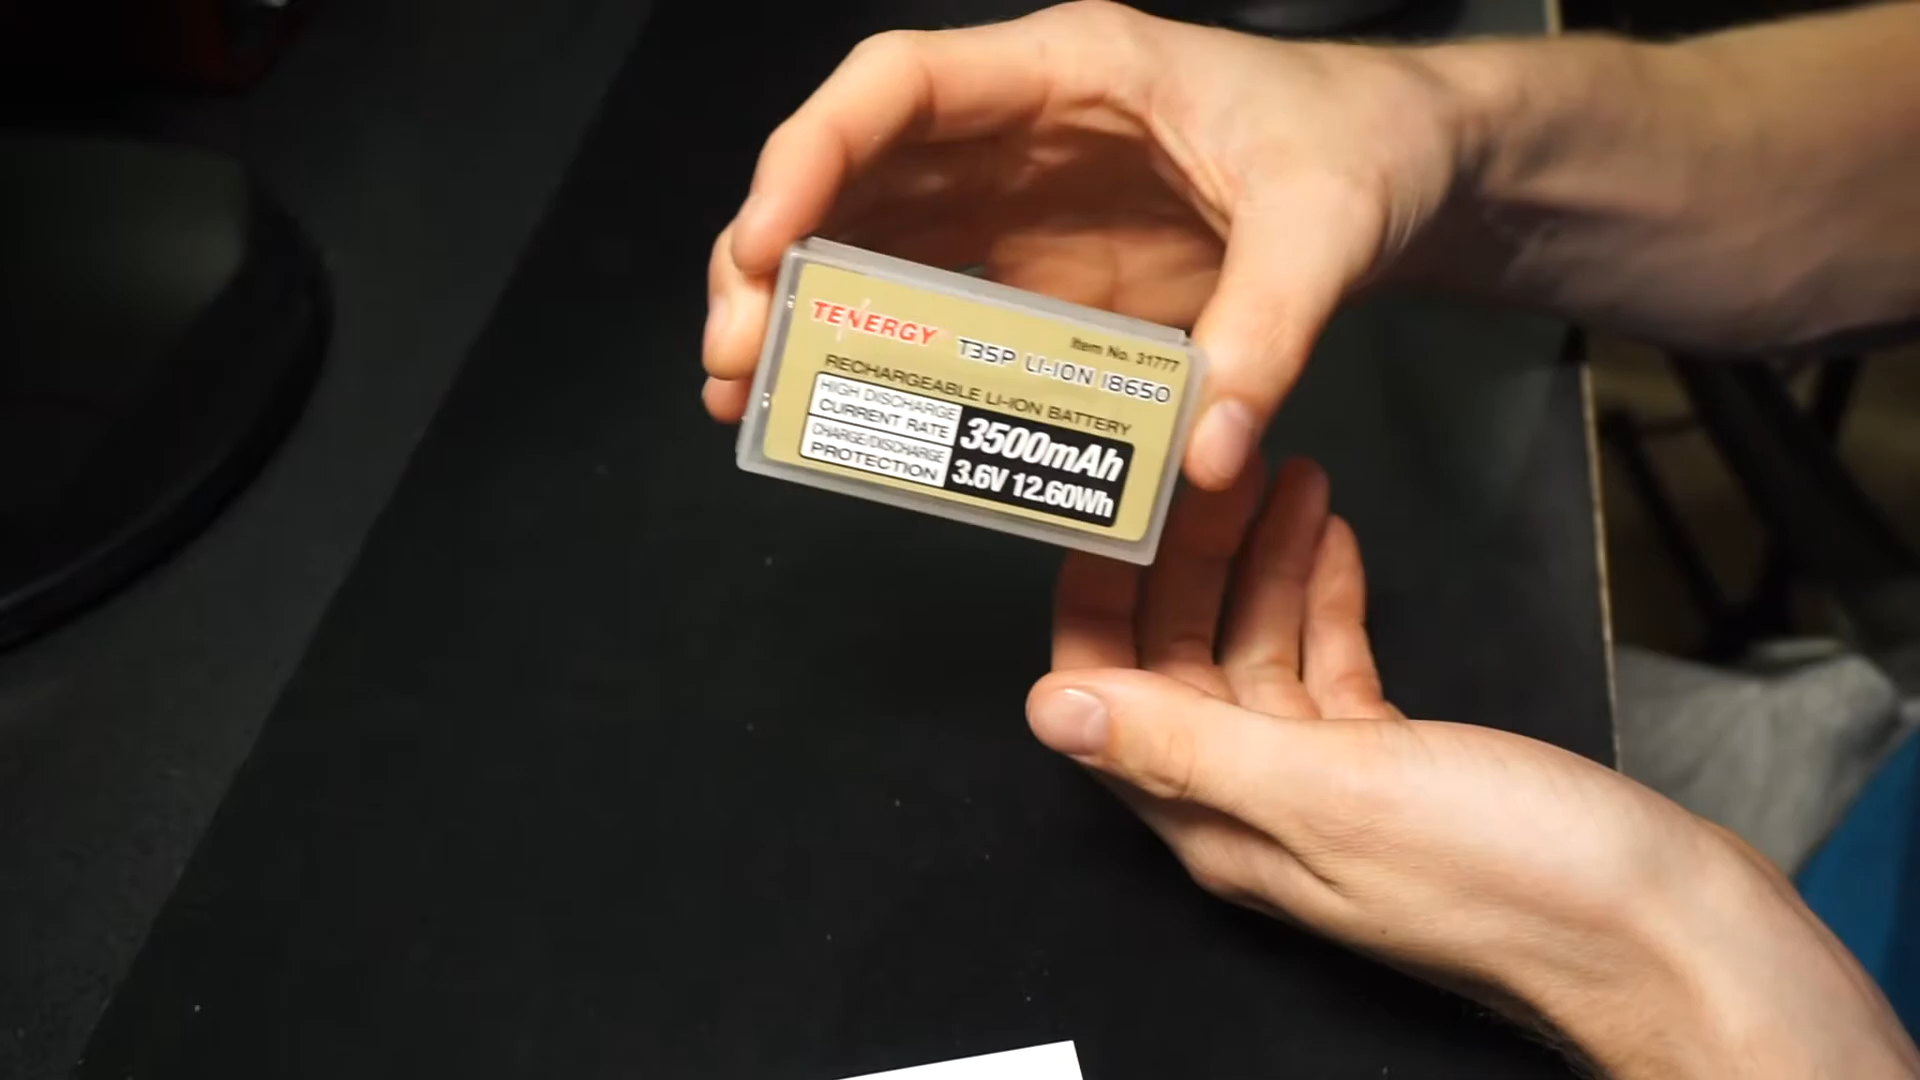 TENERGY
Item No. 31777
T35P LI-ION 18650
RECHARGEABLE LI-ION BATTERY
HIGH DISCHARGE
CURRENT RATE
CHARGE/DISCHARGE
PROTECTION
3500mAh
3.6V 12.60Wh